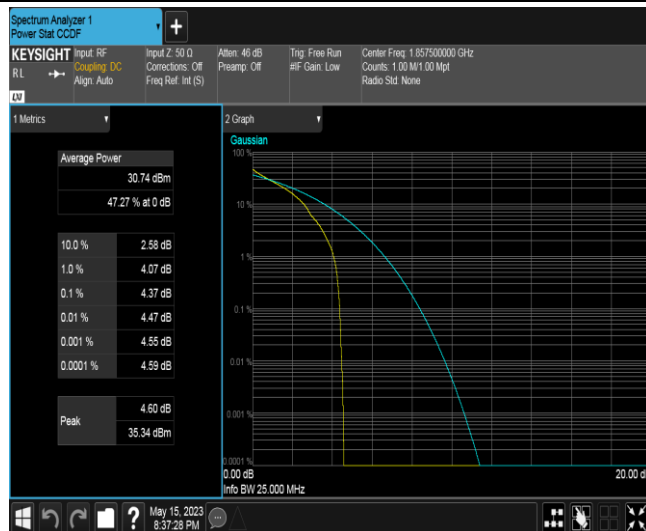 Spectrum Analyzer 1
Power Stat CCDF
+
KEYSIGHT
RL
Input: RF
Coupling: DC
Align: Auto
Input Z: 50 Ω
Corrections: Off
Freq Ref: Int (S)
Atten: 46 dB
Preamp: Off
Trig: Free Run
#IF Gain: Low
Center Freq: 1.857500000 GHz
Counts: 1.00 M/1.00 Mpt
Radio Std: None
1 Metrics
Average Power
30.74 dBm
47.27 % at 0 dB
10.0 % 2.58 dB
1.0 % 4.07 dB
0.1 % 4.37 dB
0.01 % 4.47 dB
0.001 % 4.55 dB
0.0001 % 4.59 dB
Peak
4.60 dB
35.34 dBm
2 Graph
Gaussian
100 %
10 %
1 %
0.1 %
0.01 %
0.001 %
0.0001 %
0.00 dB
20.00 d
Info BW 25.000 MHz
?
May 15, 2023
8:37:28 PM